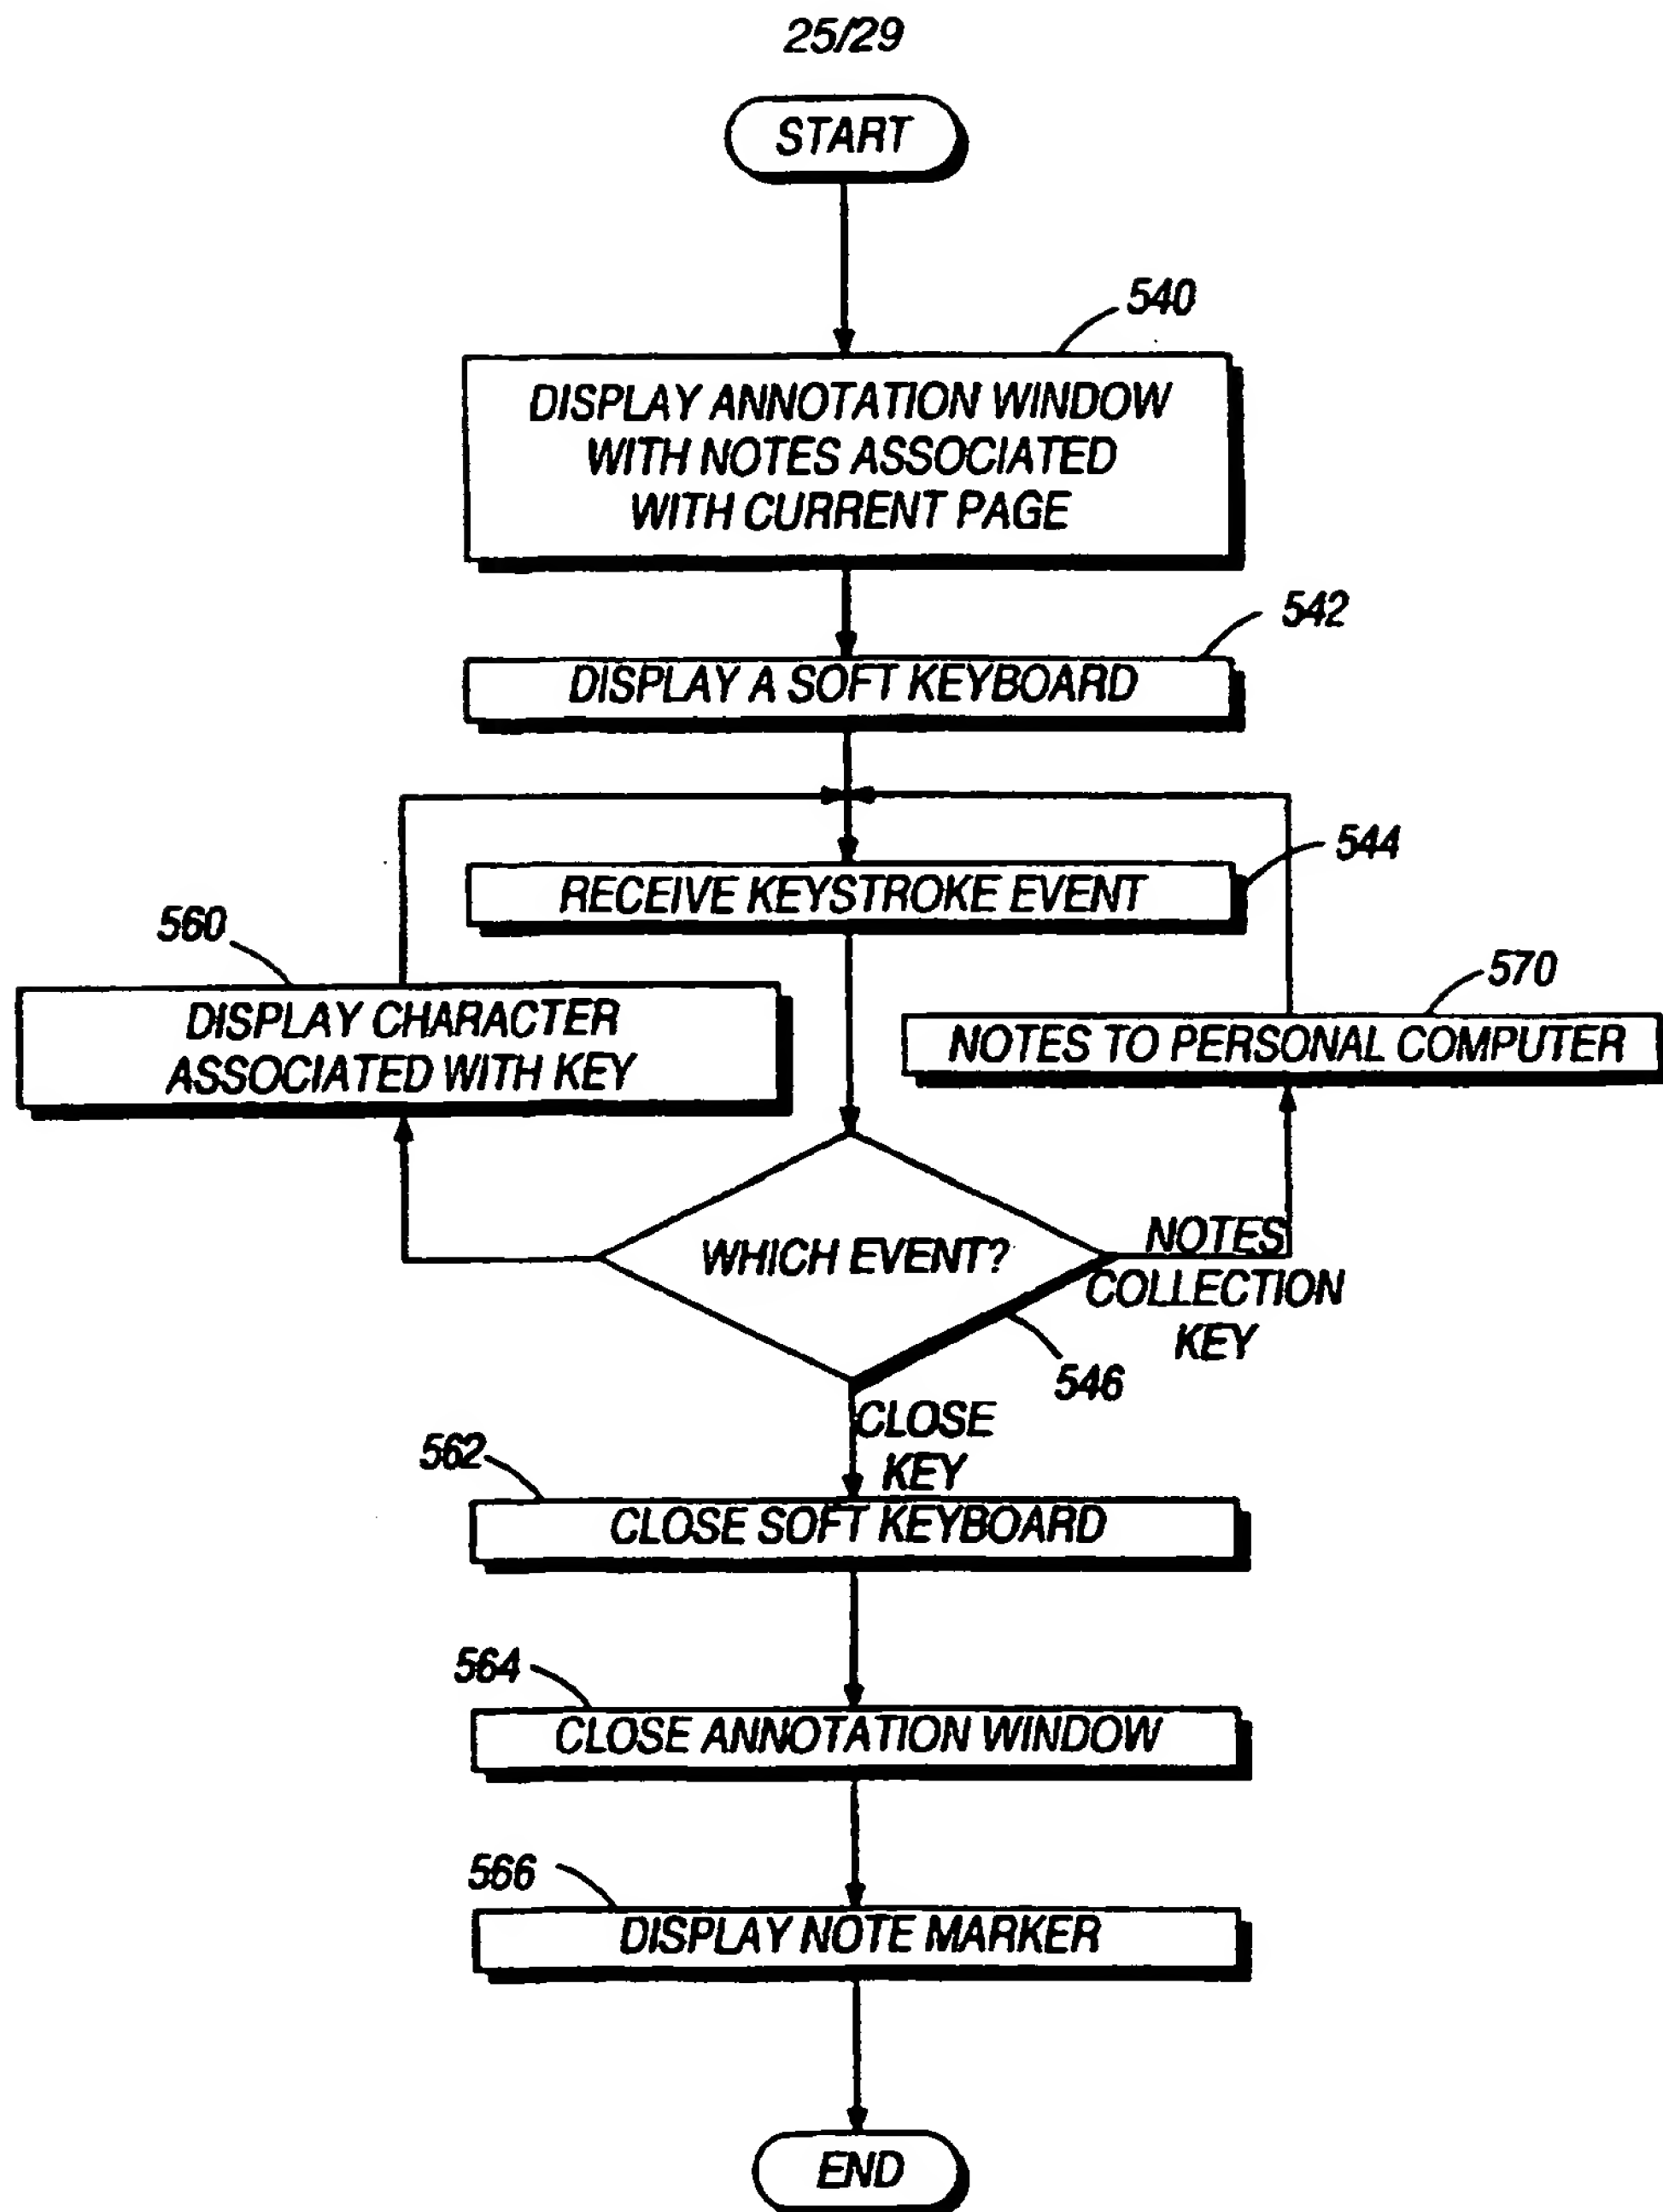 25/29
START
540
DISPLAY ANNOTATION WINDOW
WITH NOTES ASSOCIATED
WITH CURRENT PAGE
542
DISPLAY A SOFT KEYBOARD
544
RECEIVE KEYSTROKE EVENT
560
DISPLAY CHARACTER
ASSOCIATED WITH KEY
570
NOTES TO PERSONAL COMPUTER
WHICH EVENT?
NOTES
COLLECTION
KEY
546
CLOSE
KEY
562
CLOSE SOFT KEYBOARD
564
CLOSE ANNOTATION WINDOW
566
DISPLAY NOTE MARKER
END